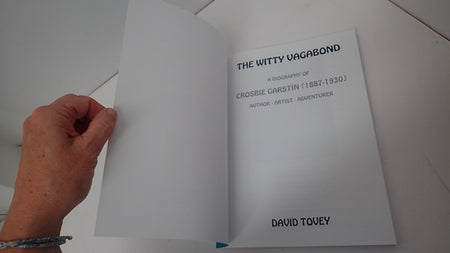 THE WITTY VAGABOND
A BIOGRAPHY OF
CROSBIE GARSTIN (1887-1930)
AUTHOR · ARTIST · ADVENTURER
DAVID TOVEY